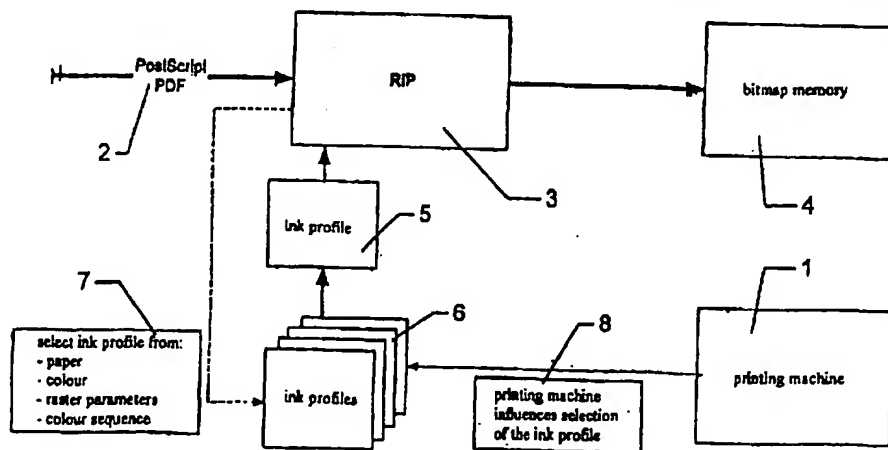 PostScript
PDF
2
RIP
3
bitmap memory
4
ink profile
5
7
select ink profile from:
- paper
- colour
- raster parameters
- colour sequence
6
ink profiles
8
printing machine
influences selection
of the ink profile
1
printing machine